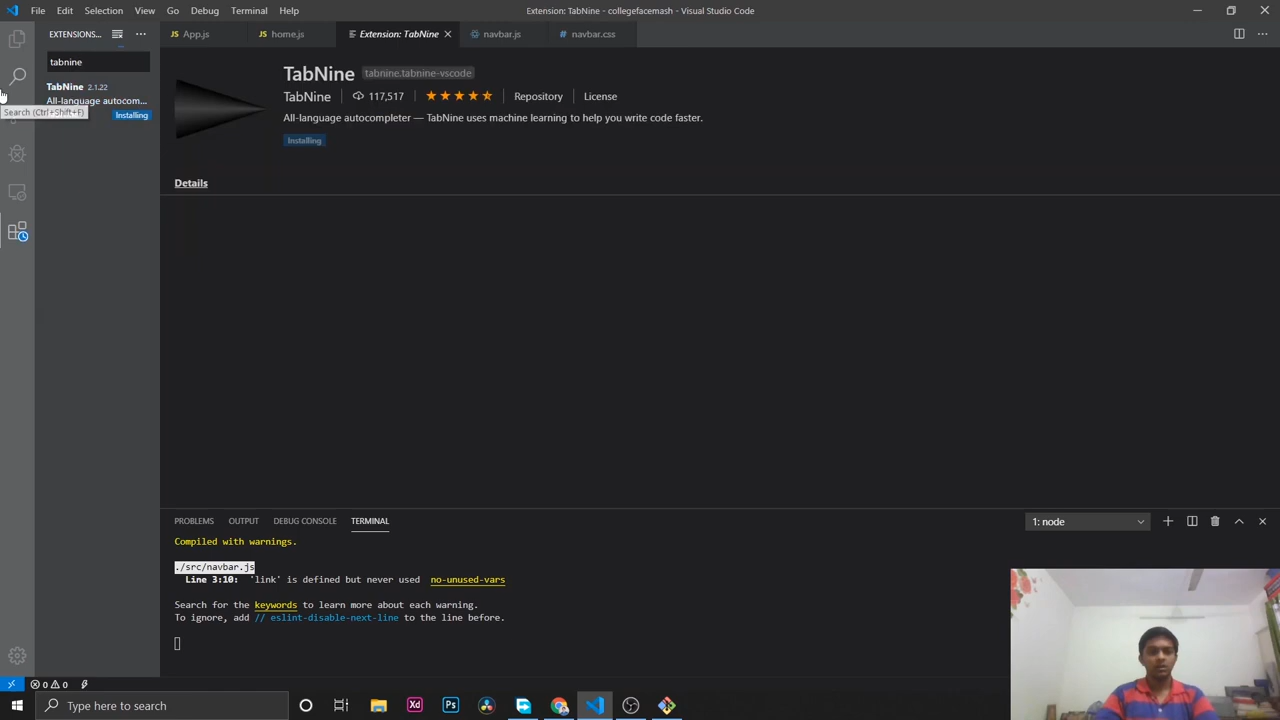 File Edit Selection View Go Debug Terminal Help
Extension: TabNine - collegefacemash - Visual Studio Code
EXTENSIONS...
App.js
home.js
Extension: TabNine
navbar.js
navbar.css
tabnine
TabNine 2.1.22
All-language autocom...
Search (Ctrl+Shift+F)
Installing
TabNine tabnine.tabnine-vscode
TabNine 117,517 Repository License
All-language autocompleter — TabNine uses machine learning to help you write code faster.
Installing
Details
PROBLEMS OUTPUT DEBUG CONSOLE TERMINAL
1: node
Compiled with warnings.
./src/navbar.js
Line 3:10: 'link' is defined but never used no-unused-vars
Search for the keywords to learn more about each warning.
To ignore, add // eslint-disable-next-line to the line before.
0 0
Type here to search
Xd
Ps